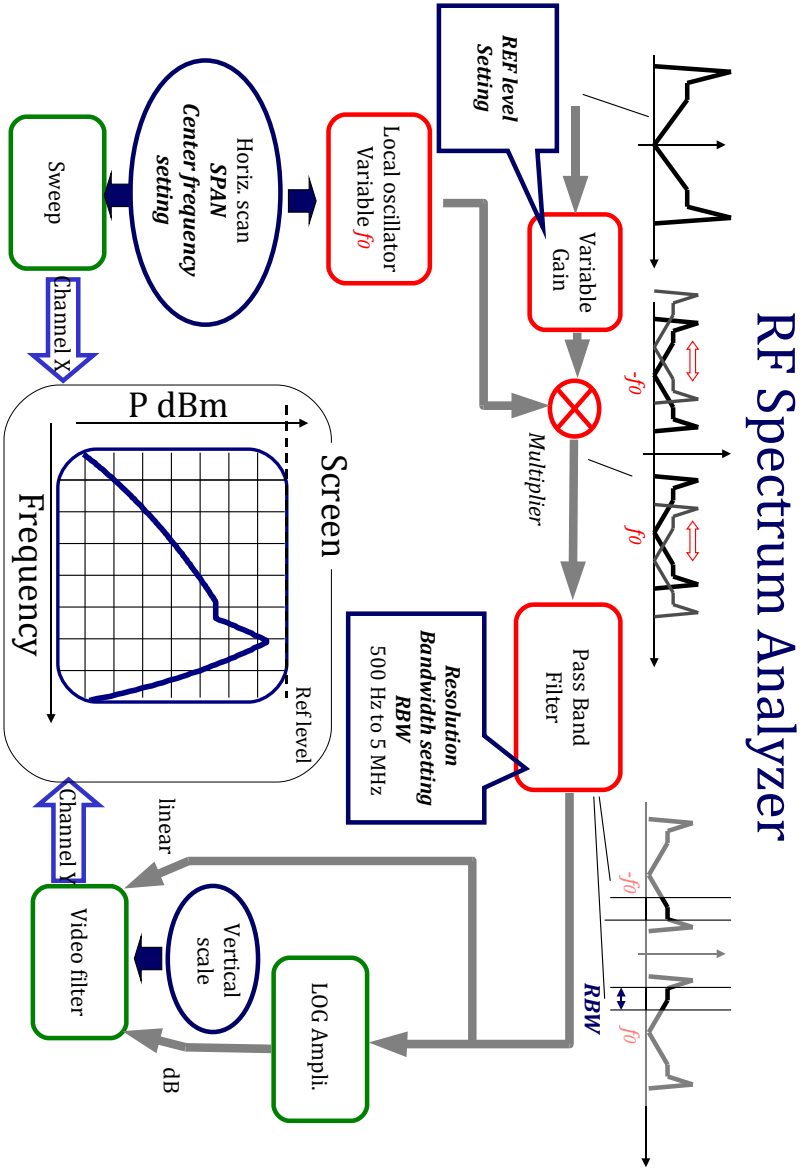 RF Spectrum Analyzer
-f0
f0
-f0
f0
RBW
REF level
Setting
Variable
Gain
Multiplier
Pass Band
Filter
Local oscillator
Variable f0
Resolution
Bandwidth setting
RBW
500 Hz to 5 MHz
Horiz. scan
SPAN
Center frequency
setting
Sweep
Channel X
Screen
Ref level
P dBm
Frequency
LOG Ampli.
linear
dB
Vertical
scale
Video filter
Channel Y